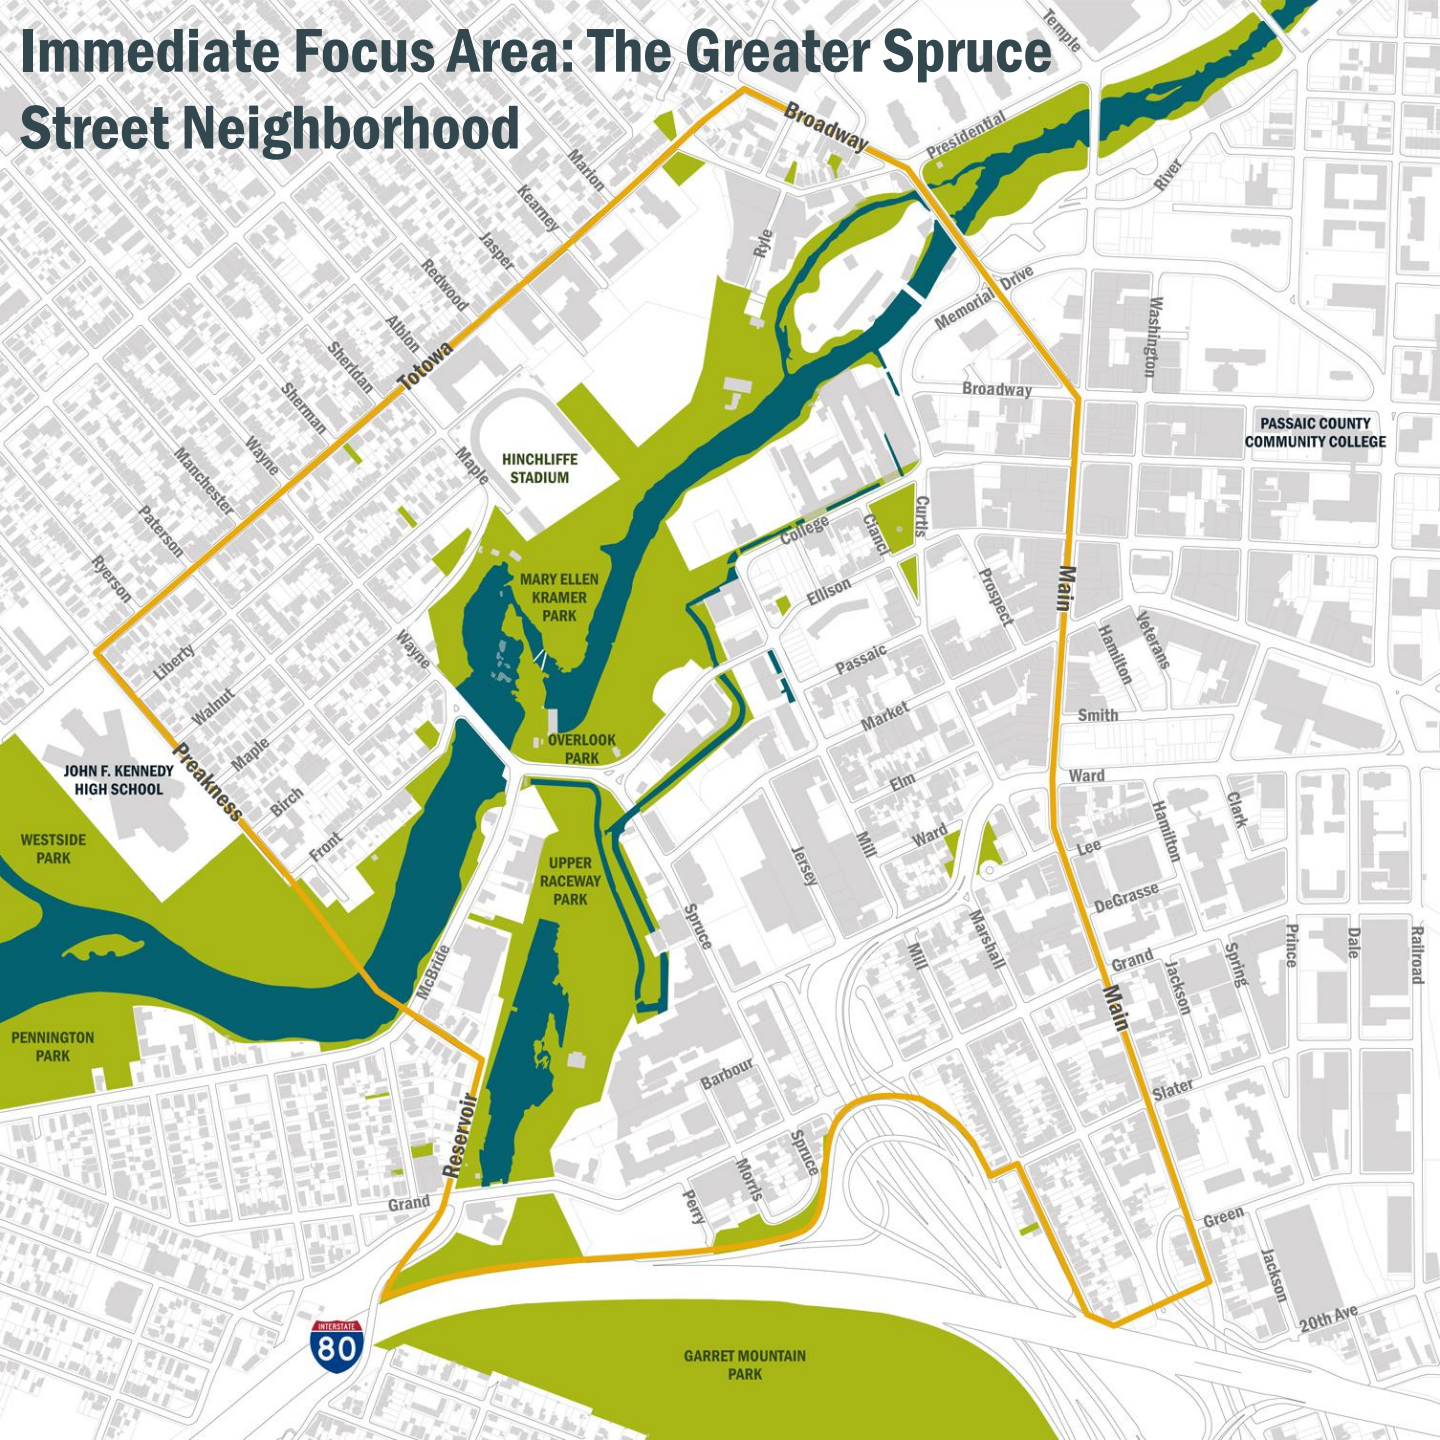 Immediate Focus Area: The Greater Spruce
Street Neighborhood
Temple
Broadway
Presidential
River
Marion
Kearney
Jasper
Redwood
Albion
Sheridan
Sherman
Wayne
Manchester
Paterson
Ryerson
Totowa
Ryle
Memorial Drive
Washington
Broadway
PASSAIC COUNTY
COMMUNITY COLLEGE
HINCHLIFFE
STADIUM
Maple
College
Cianci
Curtis
Ellison
Prospect
Main
MARY ELLEN
KRAMER
PARK
Wayne
Liberty
Walnut
Maple
Birch
Front
Preakness
Passaic
Market
Hamilton
Veterans
Smith
Ward
OVERLOOK
PARK
JOHN F. KENNEDY
HIGH SCHOOL
WESTSIDE
PARK
Elm
Ward
Mill
Jersey
Lee
Hamilton
Clark
DeGrasse
UPPER
RACEWAY
PARK
Spruce
Marshall
Mill
McBride
Grand
Jackson
Spring
Prince
Dale
Railroad
Main
PENNINGTON
PARK
Barbour
Slater
Reservoir
Spruce
Morris
Perry
Grand
Green
Jackson
20th Ave
INTERSTATE
80
GARRET MOUNTAIN
PARK